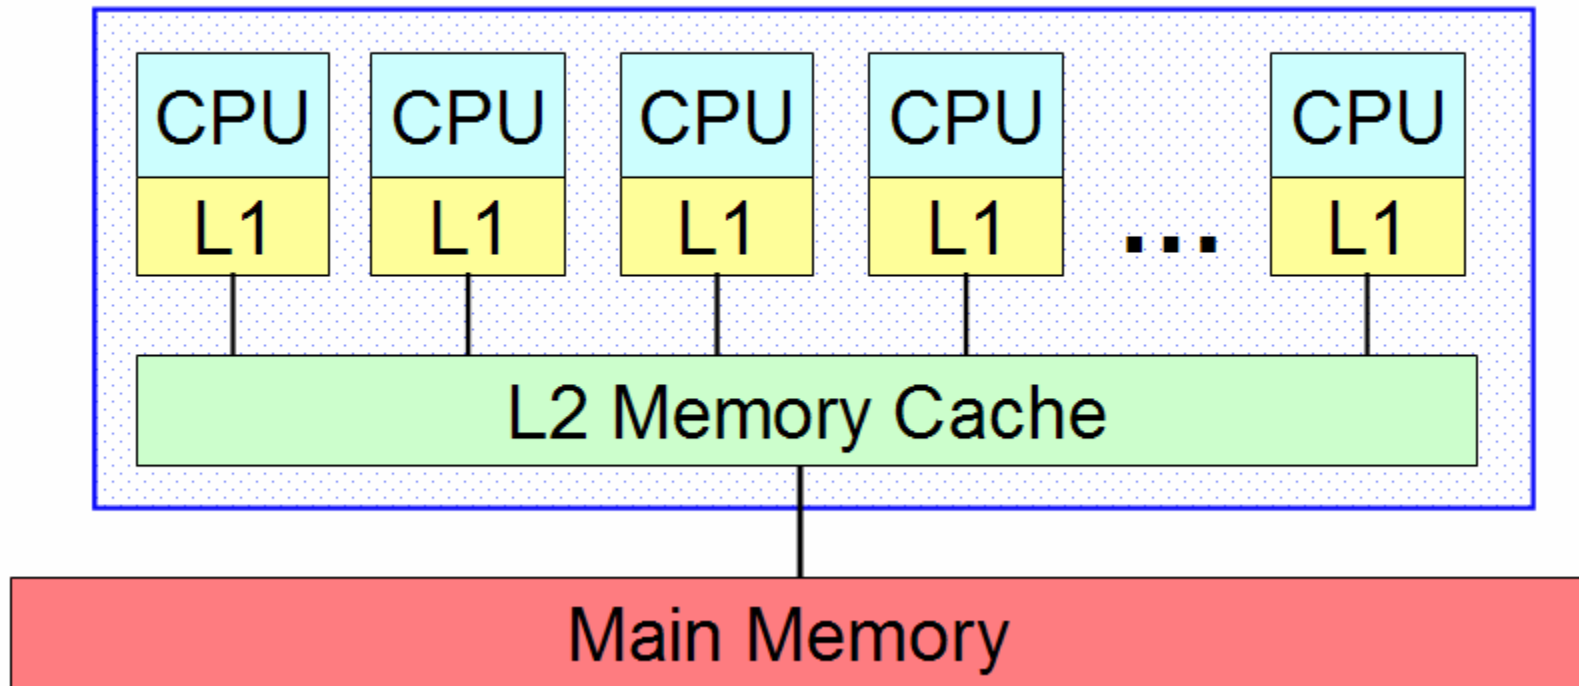 CPU CPU CPU CPU CPU
L1 L1 L1 L1 ... L1
L2 Memory Cache
Main Memory